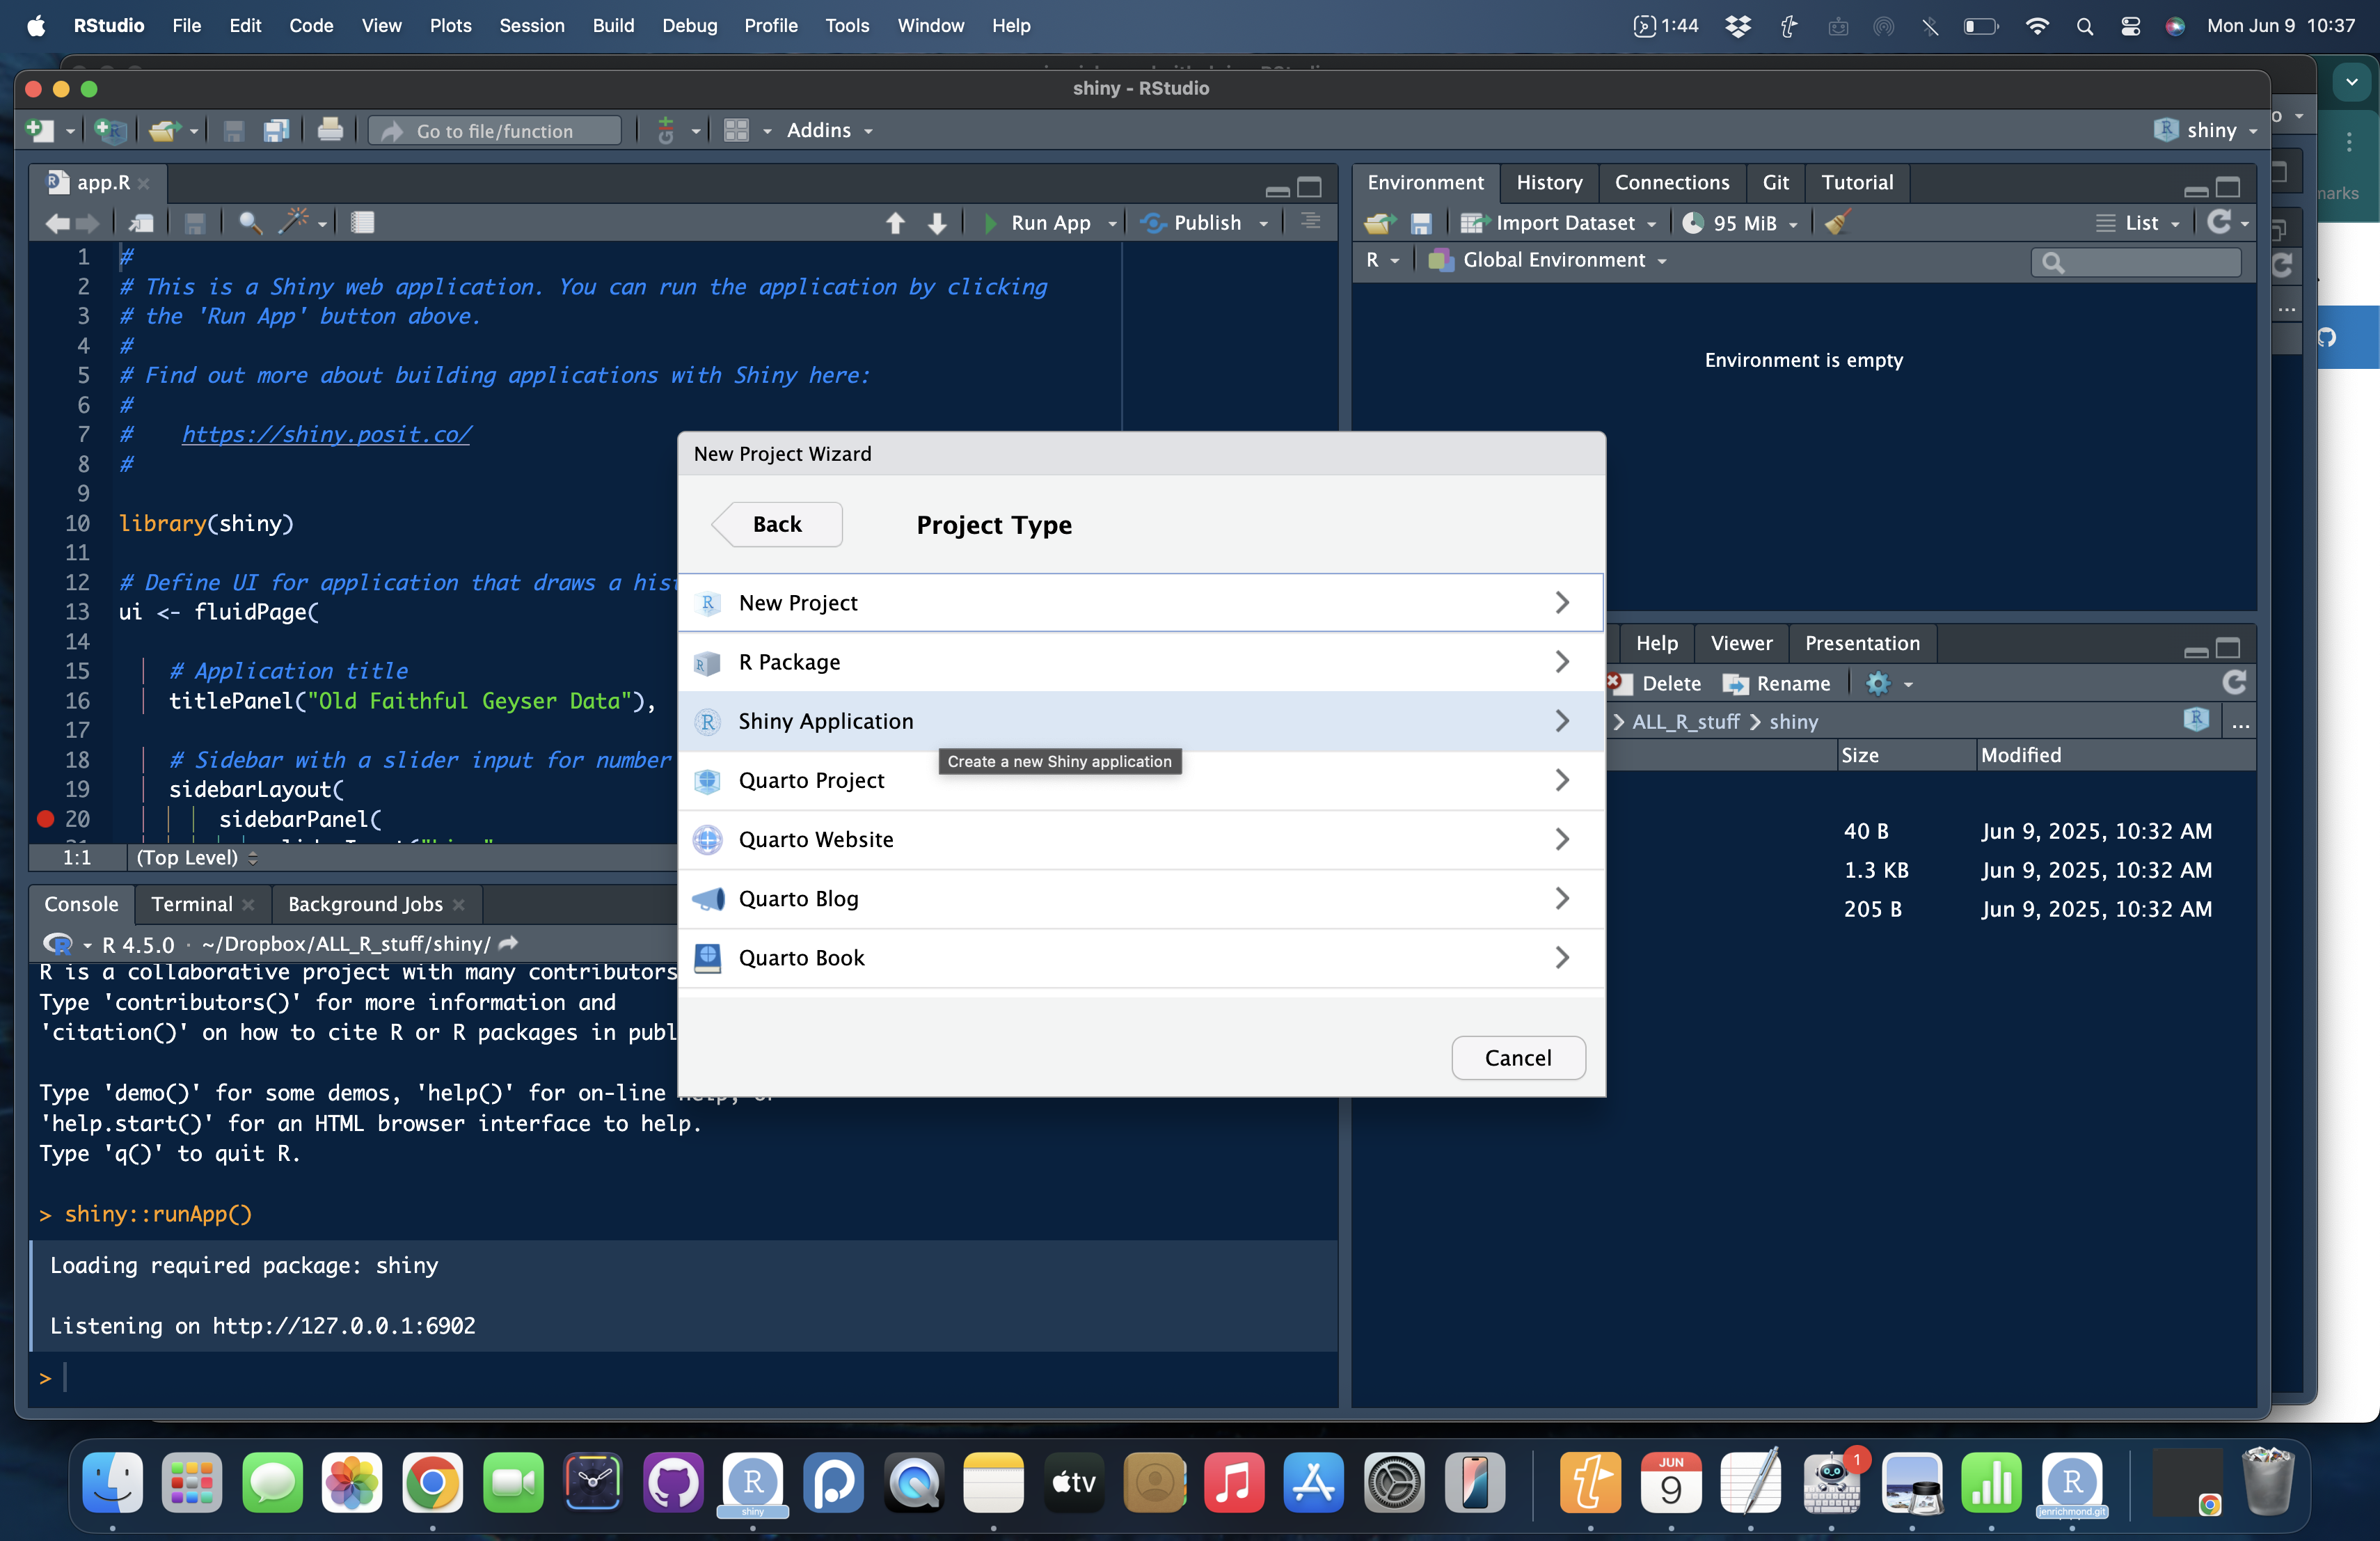 RStudio File Edit Code View Plots Session Build Debug Profile Tools Window Help 1:44 Mon Jun 9 10:37
shiny - RStudio
Go to file/function Addins shiny
app.R
Run App Publish
1 #
2 # This is a Shiny web application. You can run the application by clicking
3 # the 'Run App' button above.
4 #
5 # Find out more about building applications with Shiny here:
6 #
7 # https://shiny.posit.co/
8 #
9
10 library(shiny)
11
12 # Define UI for application that draws a
13 ui <- fluidPage(
14
15 # Application title
16 titlePanel("Old Faithful Geyser Data"),
17
18 # Sidebar with a slider input for number
19 sidebarLayout(
20 sidebarPanel(
1:1 (Top Level)
Console Terminal Background Jobs
R 4.5.0 · ~/Dropbox/ALL_R_stuff/shiny/
R is a collaborative project with many contributors
Type 'contributors()' for more information and
'citation()' on how to cite R or R packages in publ
Type 'demo()' for some demos, 'help()' for on-line help, or
'help.start()' for an HTML browser interface to help.
Type 'q()' to quit R.
> shiny::runApp()
Loading required package: shiny
Listening on http://127.0.0.1:6902
>
Environment History Connections Git Tutorial
Import Dataset 95 MiB List
R Global Environment
Environment is empty
New Project Wizard
Back Project Type
New Project
R Package
Shiny Application
Create a new Shiny application
Quarto Project
Quarto Website
Quarto Blog
Quarto Book
Cancel
Help Viewer Presentation
Delete Rename
ALL_R_stuff shiny
Size Modified
40 B Jun 9, 2025, 10:32 AM
1.3 KB Jun 9, 2025, 10:32 AM
205 B Jun 9, 2025, 10:32 AM
shiny tv JUN 9 1 jenrichmond.git